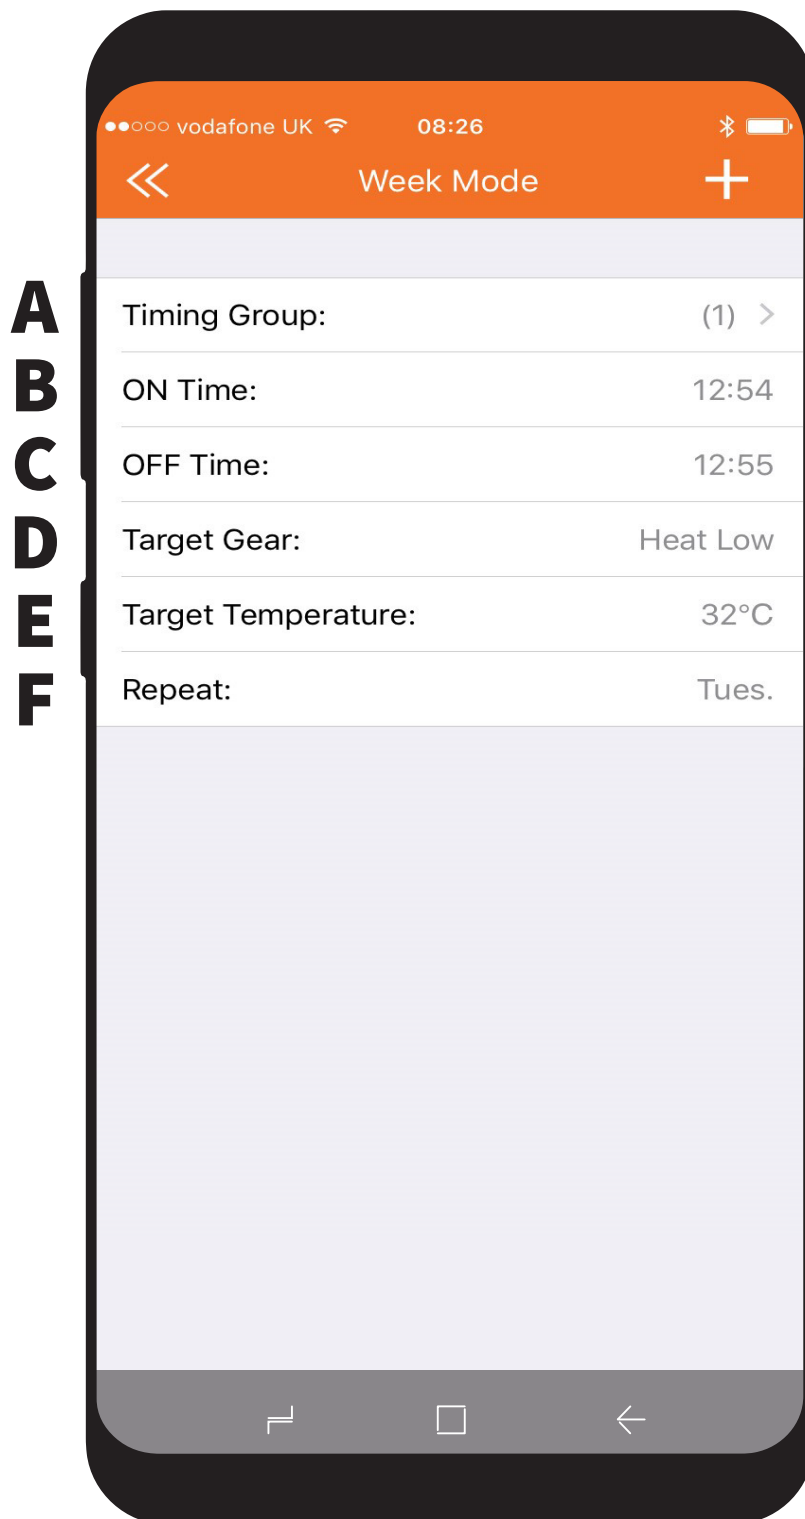 vodafone UK 08:26
Week Mode
A Timing Group: (1)
B ON Time: 12:54
C OFF Time: 12:55
D Target Gear: Heat Low
E Target Temperature: 32°C
F Repeat: Tues.